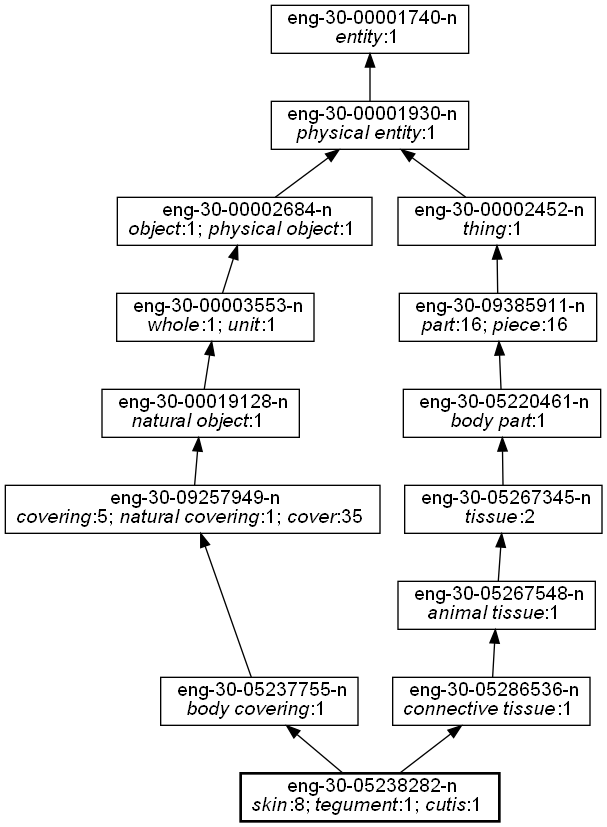 eng-30-00001740-n
entity:1
eng-30-00001930-n
physical entity:1
eng-30-00002684-n
object:1; physical object:1
eng-30-00002452-n
thing:1
eng-30-00003553-n
whole:1; unit:1
eng-30-09385911-n
part:16; piece:16
eng-30-00019128-n
natural object:1
eng-30-05220461-n
body part:1
eng-30-09257949-n
covering:5; natural covering:1; cover:35
eng-30-05267345-n
tissue:2
eng-30-05267548-n
animal tissue:1
eng-30-05237755-n
body covering:1
eng-30-05286536-n
connective tissue:1
eng-30-05238282-n
skin:8; tegument:1; cutis:1